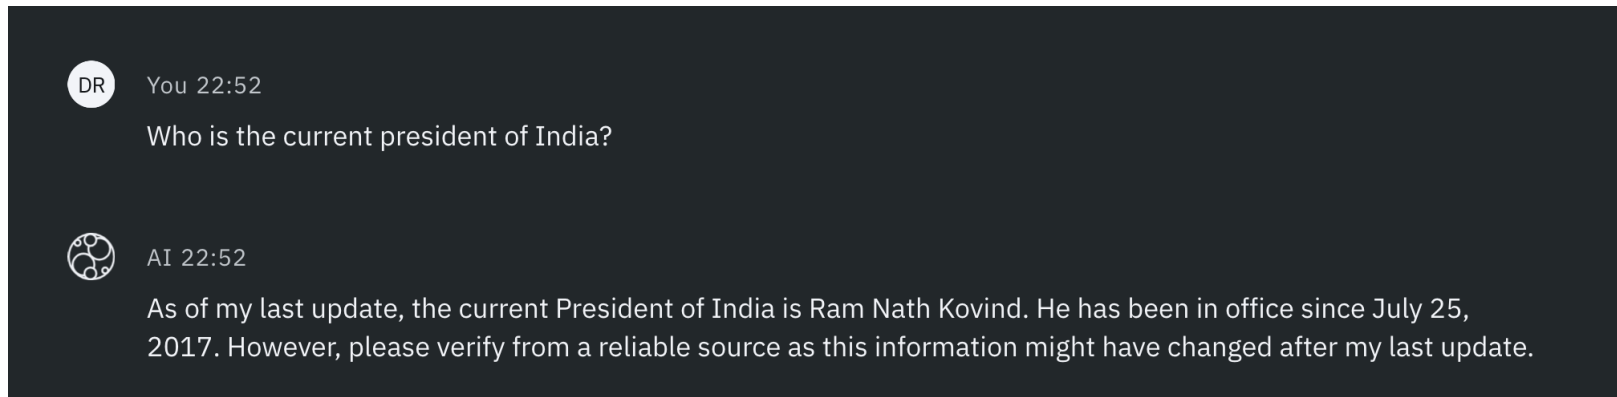 DR
You 22:52
Who is the current president of India?
AI 22:52
As of my last update, the current President of India is Ram Nath Kovind. He has been in office since July 25,
2017. However, please verify from a reliable source as this information might have changed after my last update.